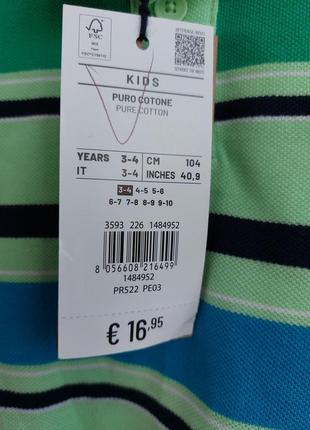 FSC
MIX
KIDS
PURO COTONE
PURE COTTON
YEARS 3-4 CM 104
IT 3-4 INCHES 40,9
3-4 4-5 5-6
6-7 7-8 8-9 9-10
3593 226 1484952
8 056608 216499
1484952
PR522 PE03
€ 16,95